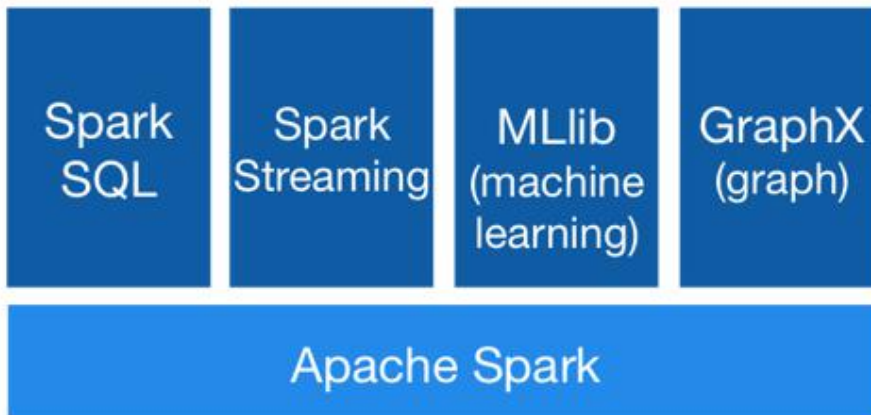 Spark
SQL
Spark
Streaming
MLlib
(machine
learning)
GraphX
(graph)
Apache Spark